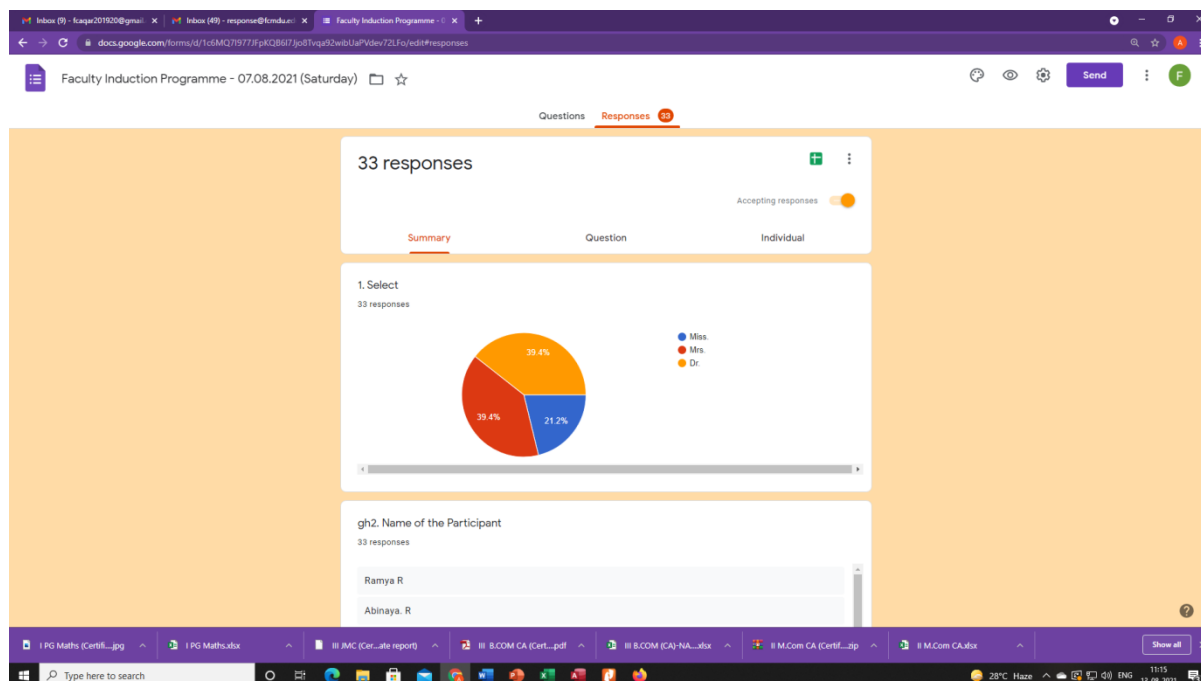 Inbox (9) - fcaqar201920@gmail.
Inbox (49) - response@fcmdu.ed
Faculty Induction Programme - 0
docs.google.com/forms/d/1c6MQ7I977JFpKQB6I7Jjo8Tvqa92wibUaPVdev72LFo/edit#responses
A
Faculty Induction Programme - 07.08.2021 (Saturday)
Send
F
Questions
Responses 33
33 responses
Accepting responses
Summary
Question
Individual
1. Select
33 responses
39.4%
39.4%
21.2%
Miss.
Mrs.
Dr.
gh2. Name of the Participant
33 responses
Ramya R
Abinaya. R
I PG Maths (Certifi....jpg
I PG Maths.xlsx
III JMC (Cer...ate report)
III B.COM CA (Cert....pdf
III B.COM (CA)-NA....xlsx
II M.Com CA (Certif....zip
II M.Com CA.xlsx
Show all
Type here to search
28°C Haze
ENG
11:15
13-08-2021